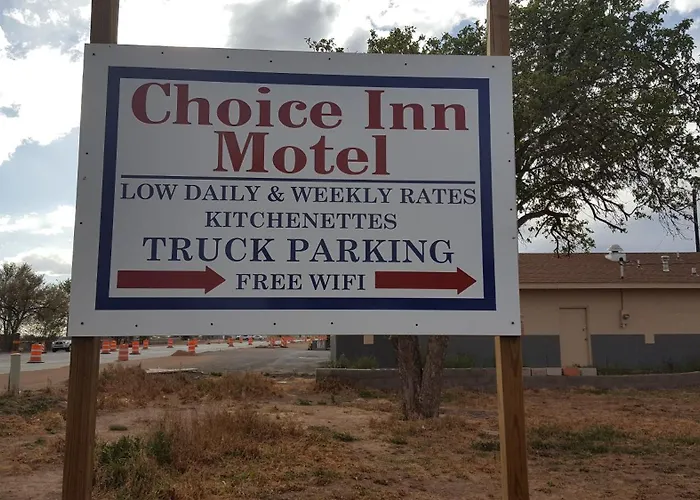 Choice Inn
Motel
LOW DAILY & WEEKLY RATES
KITCHENETTES
TRUCK PARKING
FREE WIFI